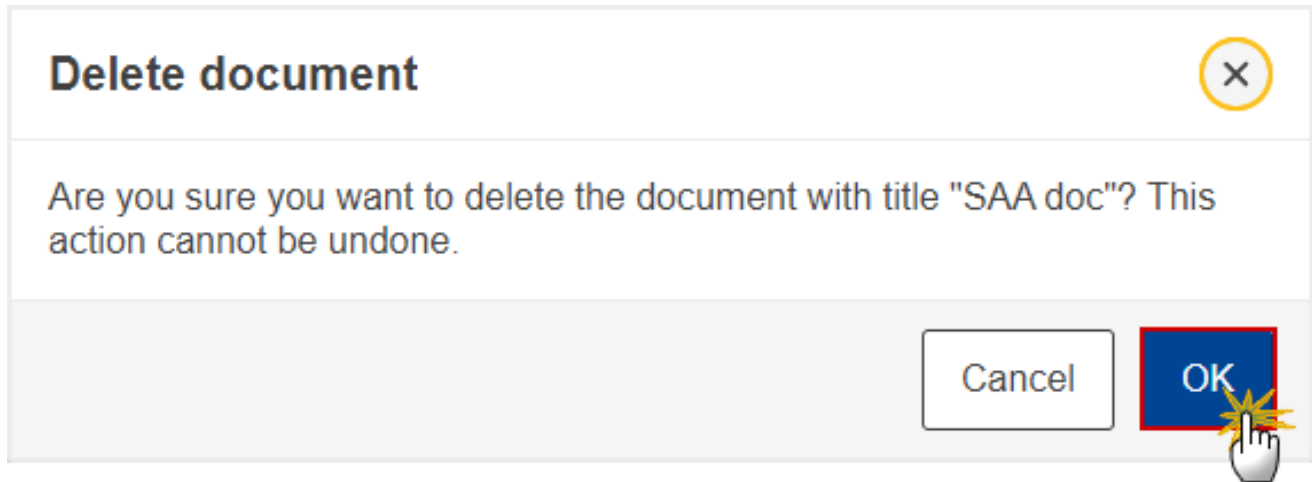 Delete document
Are you sure you want to delete the document with title "SAA doc"? This
action cannot be undone.
Cancel
OK